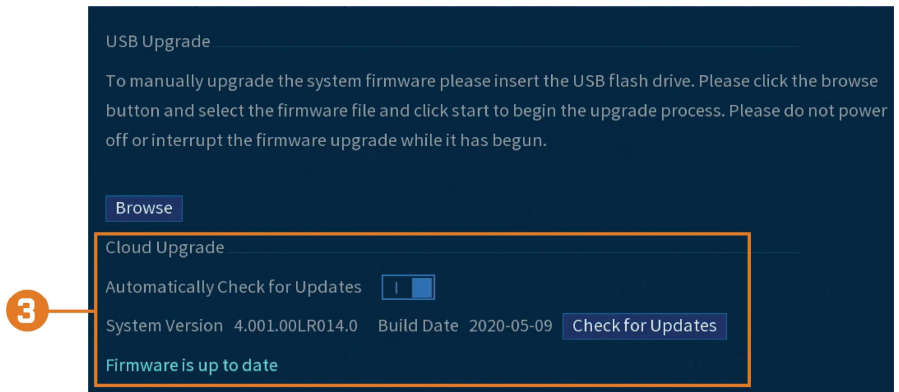 USB Upgrade
To manually upgrade the system firmware please insert the USB flash drive. Please click the browse
button and select the firmware file and click start to begin the upgrade process. Please do not power
off or interrupt the firmware upgrade while it has begun.
Browse
Cloud Upgrade
Automatically Check for Updates
3
System Version 4.001.00LR014.0 Build Date 2020-05-09 Check for Updates
Firmware is up to date